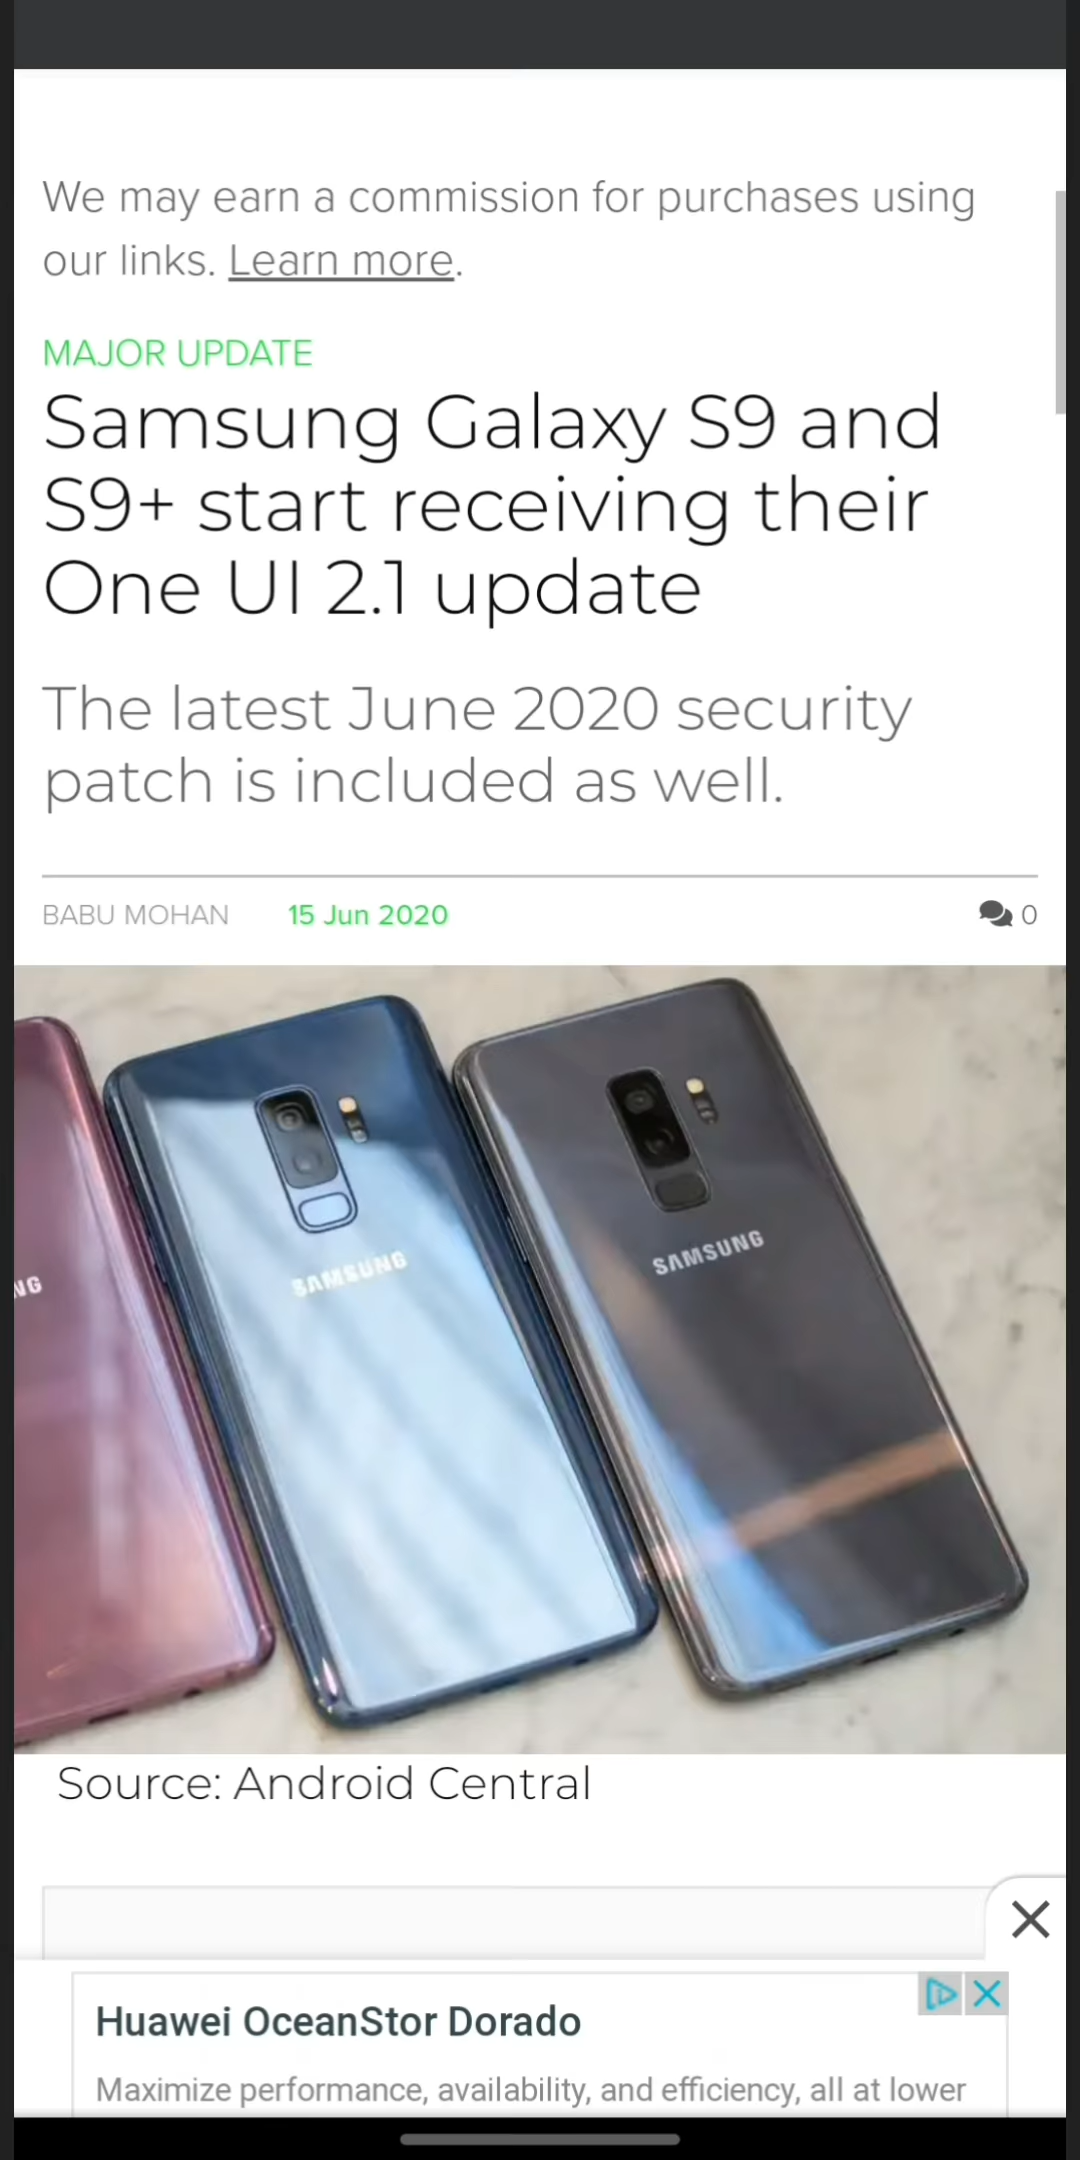 We may earn a commission for purchases using
our links. Learn more.
MAJOR UPDATE
Samsung Galaxy S9 and
S9+ start receiving their
One UI 2.1 update
The latest June 2020 security
patch is included as well.
BABU MOHAN 15 Jun 2020 0
NG
SAMSUNG
SAMSUNG
Source: Android Central
Huawei OceanStor Dorado
Maximize performance, availability, and efficiency, all at lower